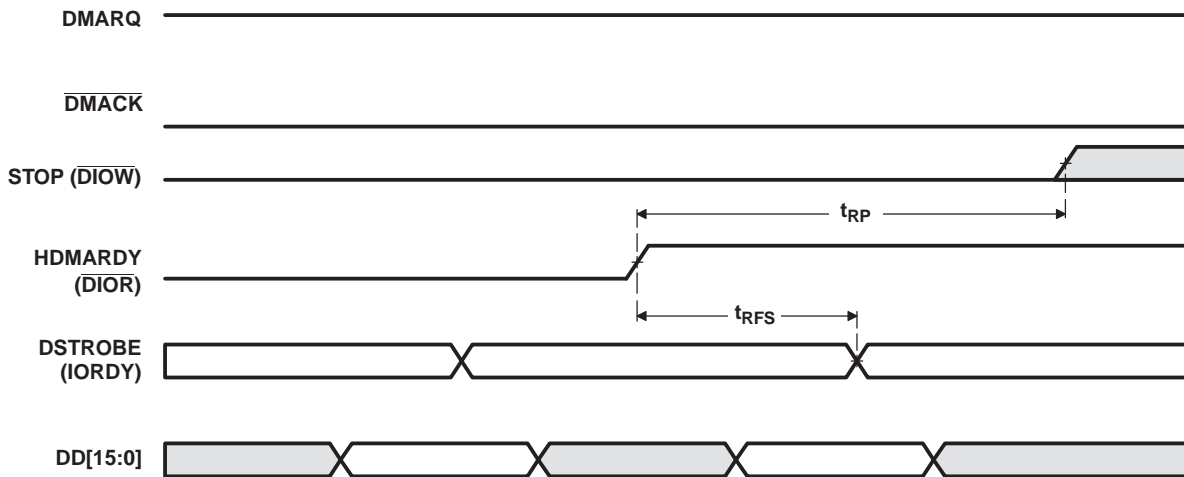 DMARQ
DMACK
STOP (DIOW)
tRP
HDMARDY
(DIOR)
tRFS
DSTROBE
(IORDY)
DD[15:0]